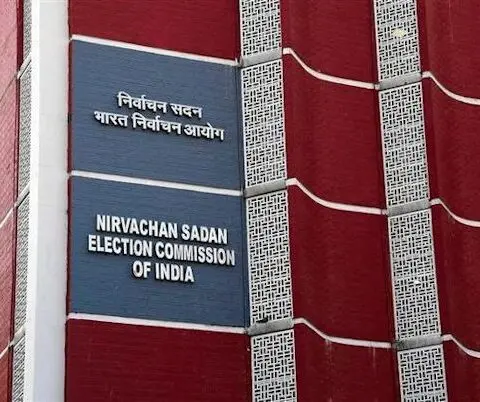 निर्वाचन सदन
भारत निर्वाचन आयोग
NIRVACHAN SADAN
ELECTION COMMISSION
OF INDIA